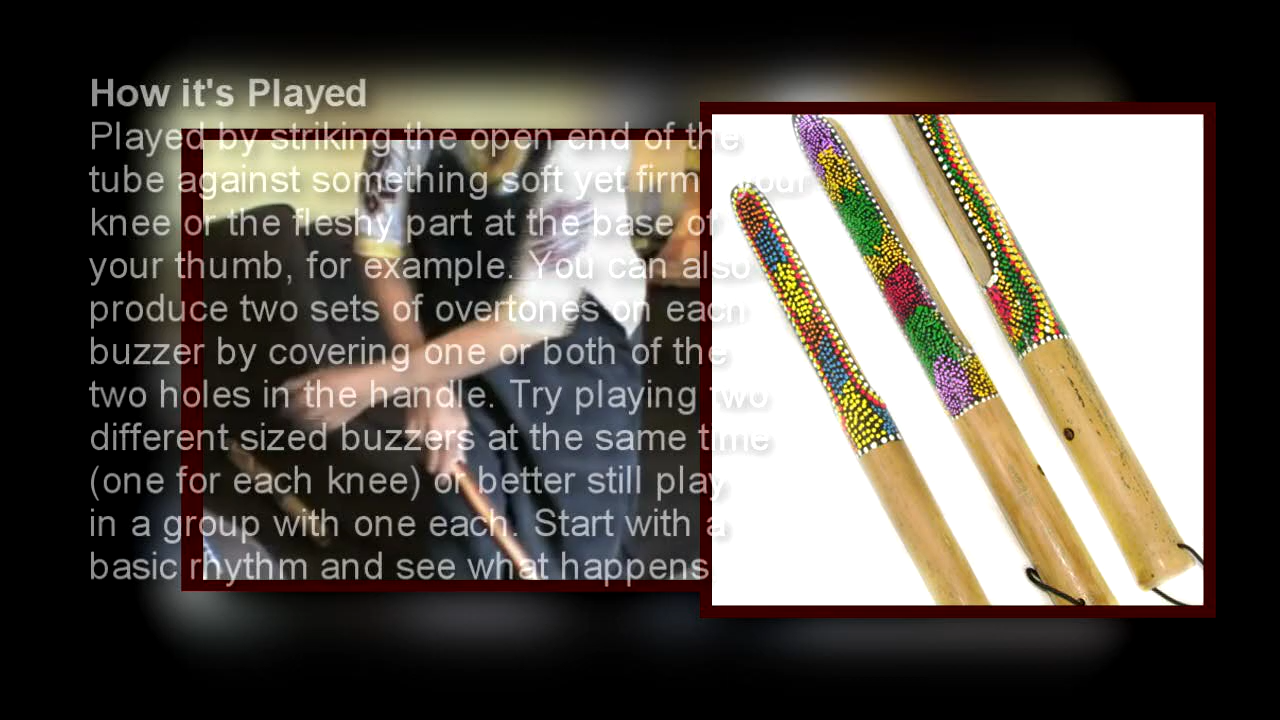 How it's Played
Played by striking the open end of the
tube against something soft yet firm your
knee or the fleshy part at the base of
your thumb, for example. You can also
produce two sets of overtones on each
buzzer by covering one or both of the
two holes in the handle. Try playing two
different sized buzzers at the same time
(one for each knee) or better still play
in a group with one each. Start with a
basic rhythm and see what happens